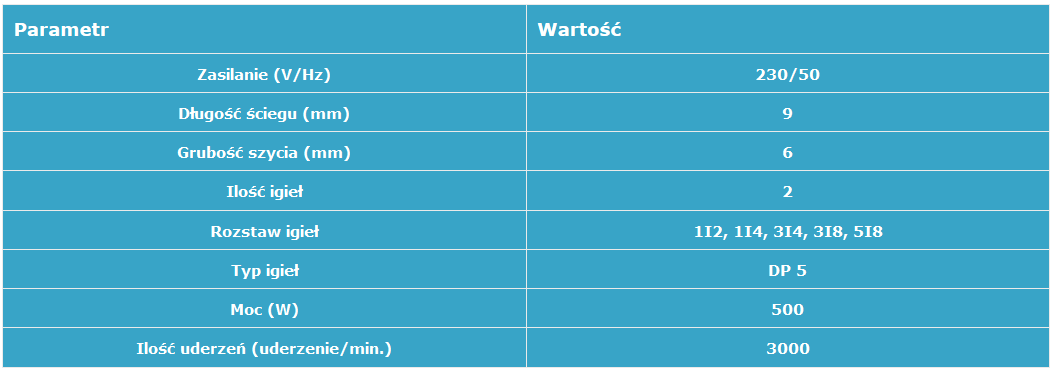 Parametr Wartość
Zasilanie (V/Hz) 230/50
Długość ściegu (mm) 9
Grubość szycia (mm) 6
Ilość igieł 2
Rozstaw igieł 1I2, 1I4, 3I4, 3I8, 5I8
Typ igieł DP 5
Moc (W) 500
Ilość uderzeń (uderzenie/min.) 3000